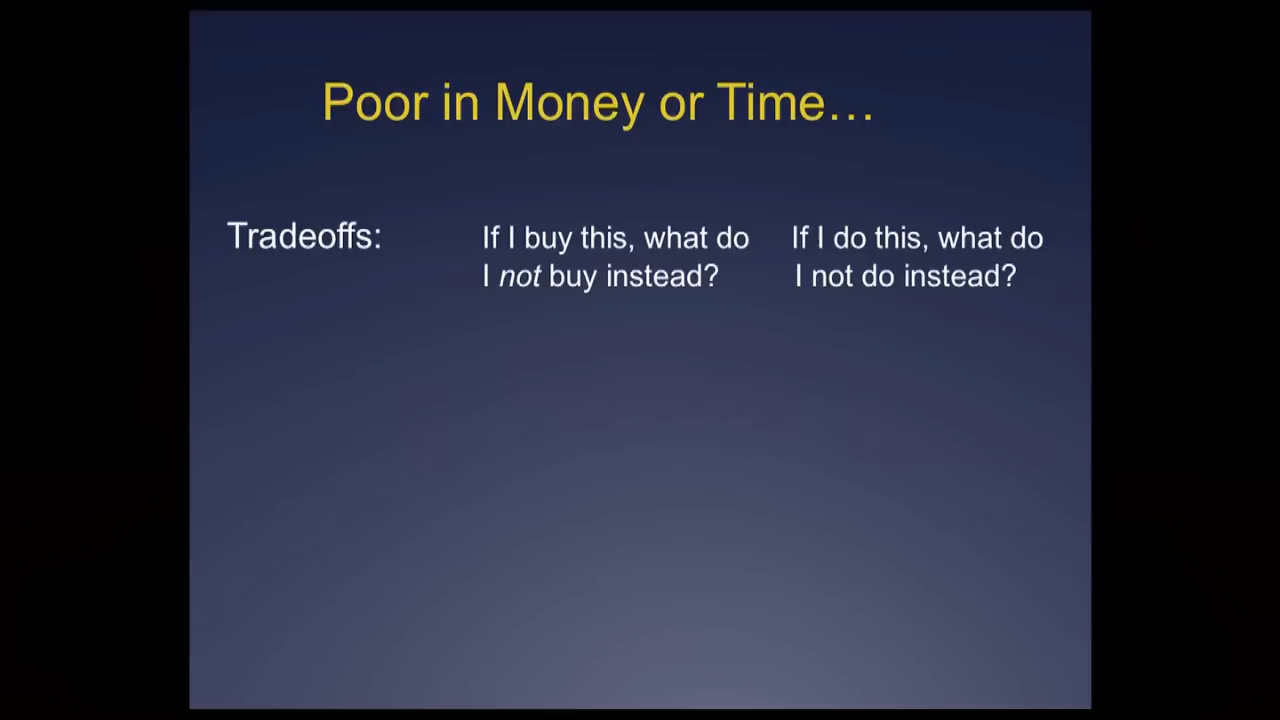 Poor in Money or Time…
Tradeoffs:
If I buy this, what do
I not buy instead?
If I do this, what do
I not do instead?